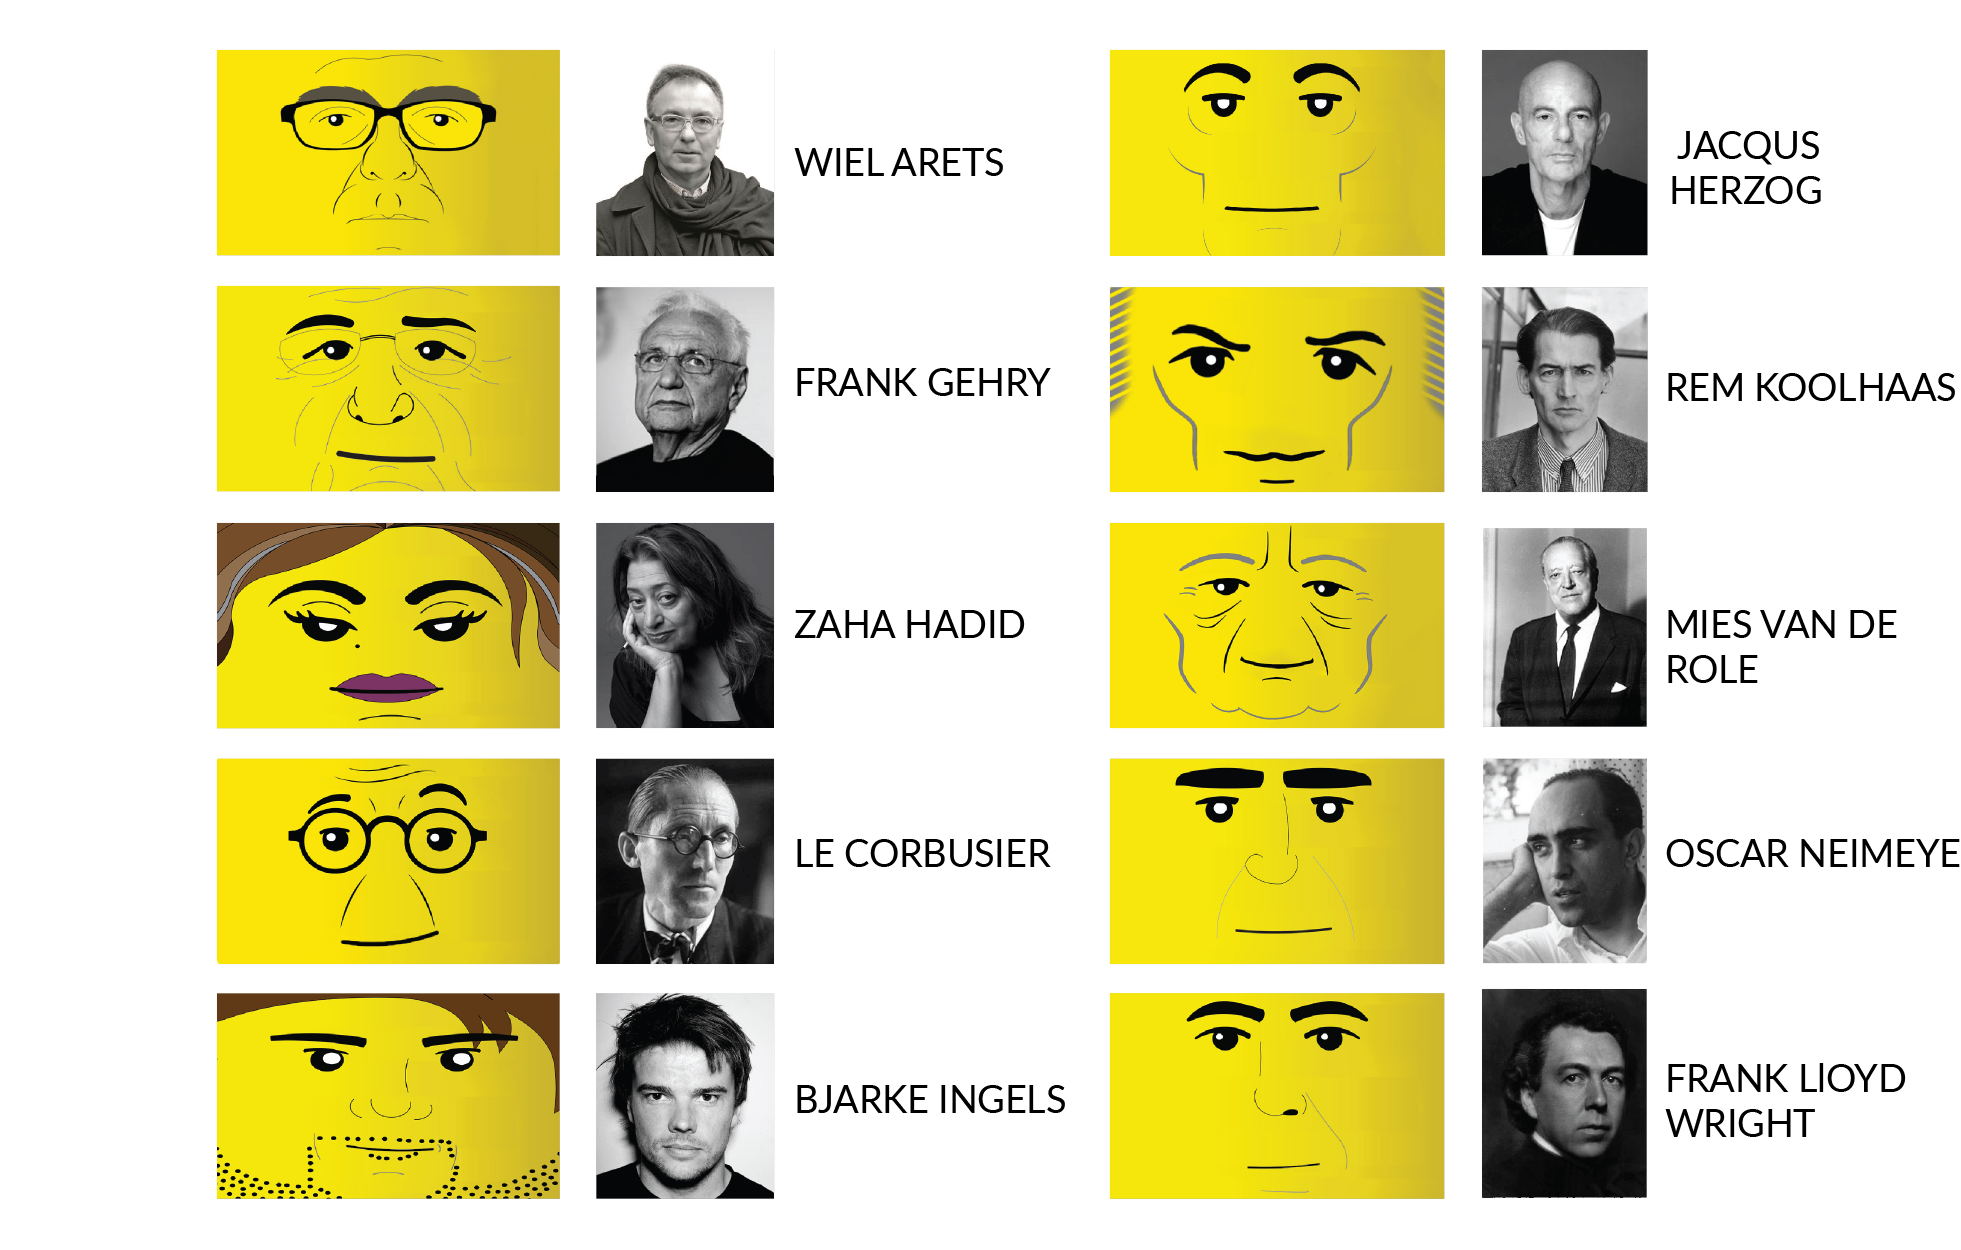 WIEL ARETS
JACQUS
HERZOG
FRANK GEHRY
REM KOOLHAAS
ZAHA HADID
MIES VAN DE
ROLE
LE CORBUSIER
OSCAR NEIMEYE
BJARKE INGELS
FRANK LlOYD
WRIGHT